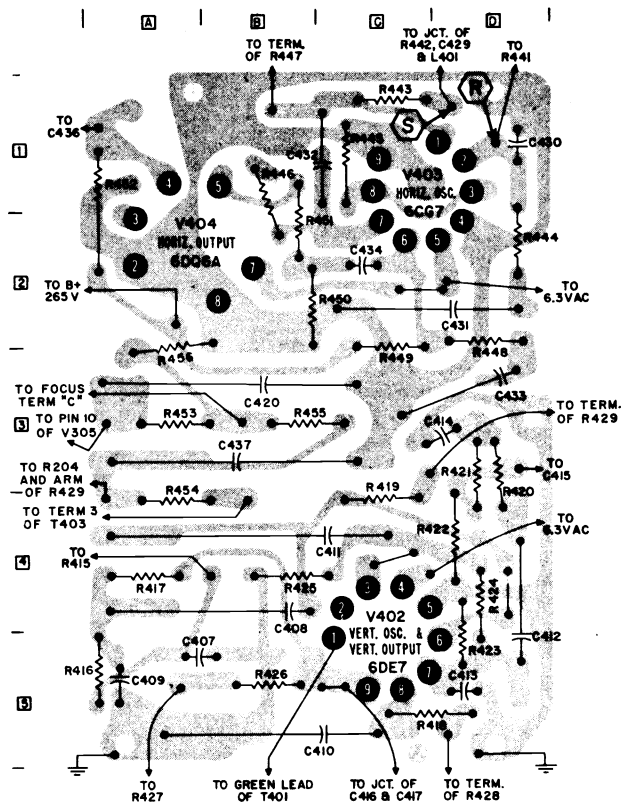 A
B
C
D
TO TERM.
OF R447
TO JCT. OF
R442, C429
& L401
TO
R441
R443
R
S
TO
C436
1
C432
R445
9
1
2
C430
V403
HORIZ. OSC.
6CG7
8
3
7
6
5
4
R452
4
5
R446
R451
3
V404
HORIZ. OUTPUT
6DQ6A
2
7
8
C434
R444
2
TO B+
265V
R450
C431
TO
6.3VAC
R456
R449
R448
TO FOCUS
TERM "C"
C420
C433
3
TO PIN 10
OF V305
R453
R455
C414
TO TERM.
OF R429
C437
R421
R420
TO
C415
TO R204
AND ARM
OF R429
R454
R419
TO TERM 3
OF T403
R422
TO
6.3VAC
C411
4
TO
R415
R417
R425
3
4
2
5
R424
C408
V402
VERT. OSC. &
VERT. OUTPUT
6DE7
1
6
7
9
8
R423
C412
R416
C407
C409
R426
C413
5
R418
C410
TO
R427
TO GREEN LEAD
OF T401
TO JCT. OF
C416 & C417
TO TERM.
OF R428